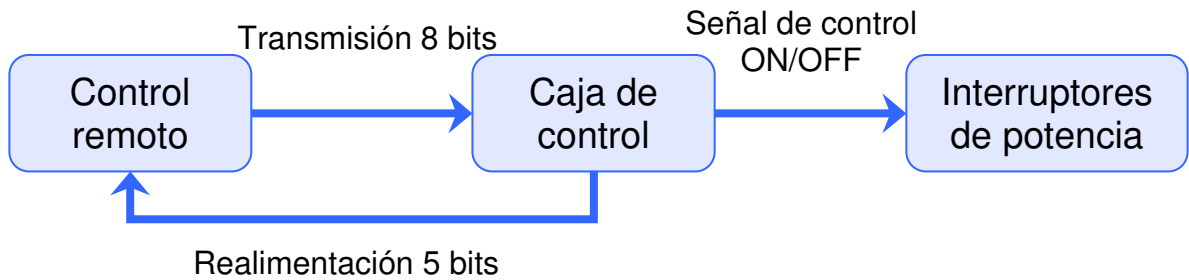 Transmisión 8 bits
Señal de control
ON/OFF
Control
remoto
Caja de
control
Interruptores
de potencia
Realimentación 5 bits